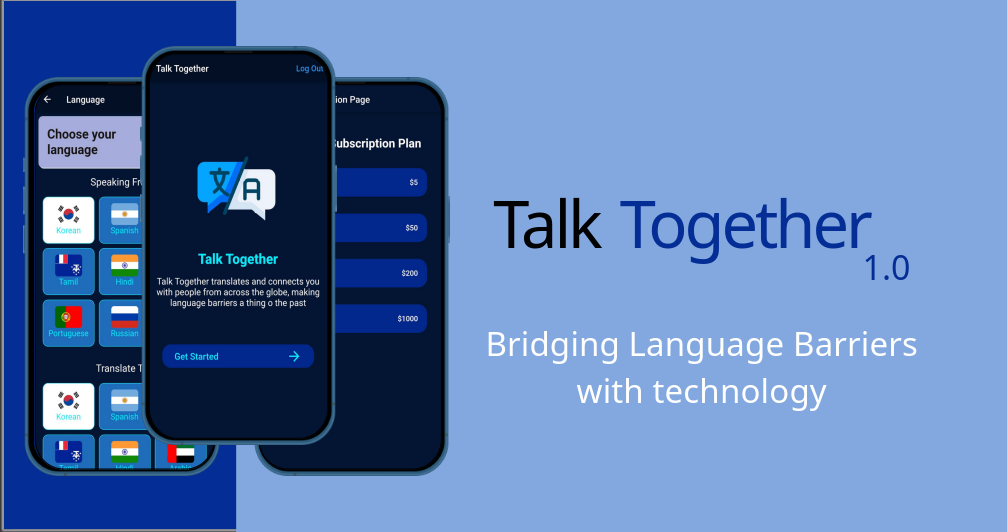 Language
Choose your
language
Speaking
Korean
Spanish
Tamil
Hindi
Portuguese
Russian
Translate
Korean
Spanish
Tamil
Hindi
Arabic
Talk Together
Log Out
Talk Together
Talk Together translates and connects you
with people from across the globe, making
language barriers a thing o the past
Get Started
Page
Subscription Plan
$5
$50
$200
$1000
Talk Together
1.0
Bridging Language Barriers
with technology